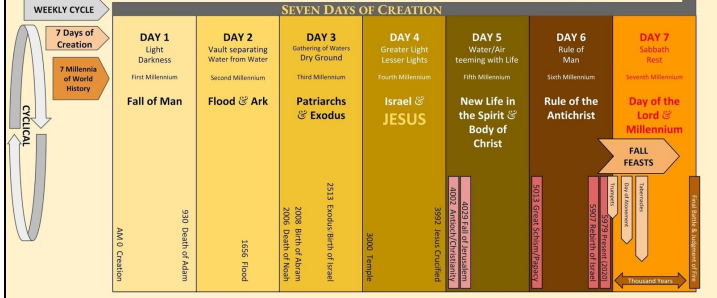 WEEKLY CYCLE
SEVEN DAYS OF CREATION
7 Days of
Creation
7 Millennia
of World
History
CYCLICAL
DAY 1
Light
Darkness
First Millennium
Fall of Man
DAY 2
Vault separating
Water from Water
Second Millennium
Flood & Ark
DAY 3
Gathering of Waters
Dry Ground
Third Millennium
Patriarchs
& Exodus
DAY 4
Greater Light
Lesser Lights
Fourth Millennium
Israel &
JESUS
DAY 5
Water/Air
teeming with Life
Fifth Millennium
New Life in
the Spirit &
Body of
Christ
DAY 6
Rule of
Man
Sixth Millennium
Rule of the
Antichrist
DAY 7
Sabbath
Rest
Seventh Millennium
Day of the
Lord &
Millennium
FALL
FEASTS
AM 0 Creation
930 Death of Adam
1656 Flood
2006 Death of Noah
2008 Birth of Abram
2513 Exodus Birth of Israel
3000 Temple
3992 Jesus Crucified
4002 Antioch/Christianity
4029 Fall of Jerusalem
5013 Great Schism/Papacy
5907 Rebirth of Israel
5979 Present (2020)
Trumpets
Day of Atonement
Tabernacles
Thousand Years
Final Battle & Judgment of Fire